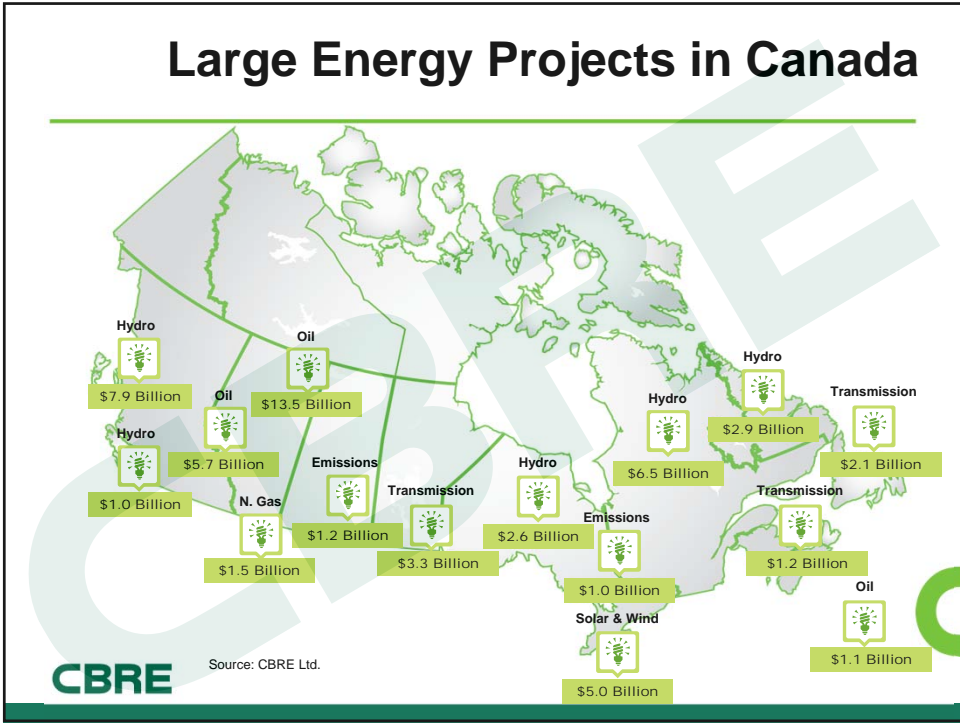 Large Energy Projects in Canada
Hydro
$7.9 Billion
Oil
$13.5 Billion
Oil
$5.7 Billion
Hydro
$1.0 Billion
N. Gas
$1.5 Billion
Emissions
$1.2 Billion
Transmission
$3.3 Billion
Hydro
$2.6 Billion
Hydro
$6.5 Billion
Hydro
$2.9 Billion
Transmission
$2.1 Billion
Transmission
$1.2 Billion
Emissions
$1.0 Billion
Solar & Wind
$5.0 Billion
Oil
$1.1 Billion
CBRE
Source: CBRE Ltd.
CBRE